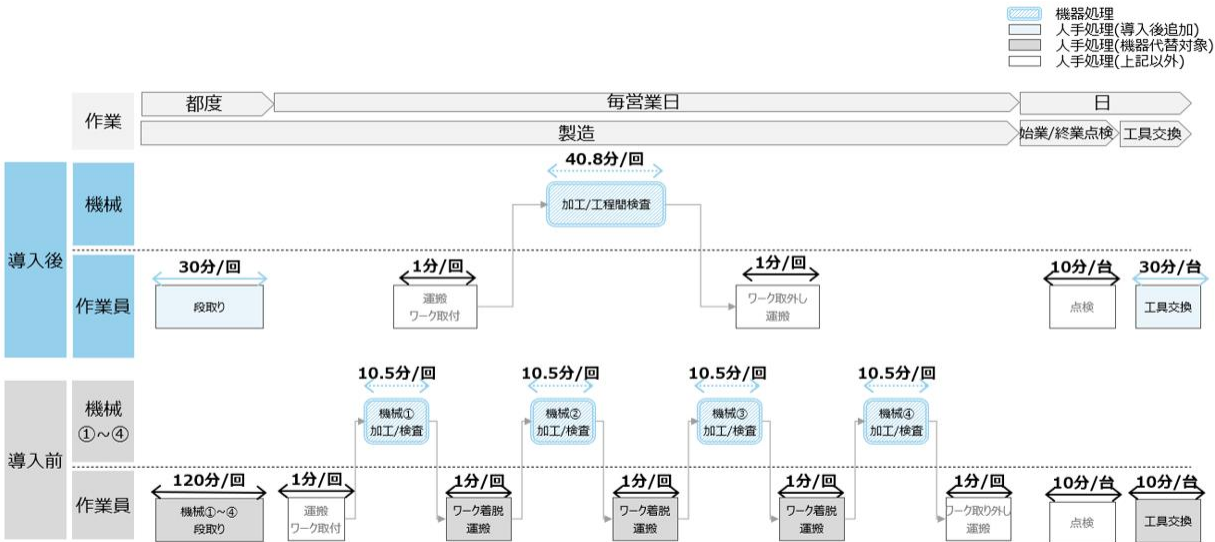 機器処理
人手処理(導入後追加)
人手処理(機器代替対象)
人手処理(上記以外)
作業
都度
毎営業日
日
製造
始業/終業点検
工具交換
導入後
機械
40.8分/回
加工/工程間検査
作業員
30分/回
段取り
1分/回
運搬
ワーク取付
1分/回
ワーク取外し
運搬
10分/台
点検
30分/台
工具交換
導入前
機械
①~④
10.5分/回
機械①
加工/検査
10.5分/回
機械②
加工/検査
10.5分/回
機械③
加工/検査
10.5分/回
機械④
加工/検査
作業員
120分/回
機械①~④
段取り
1分/回
運搬
ワーク取付
1分/回
ワーク着脱
運搬
1分/回
ワーク着脱
運搬
1分/回
ワーク着脱
運搬
1分/回
ワーク取り外し
運搬
10分/台
点検
10分/台
工具交換